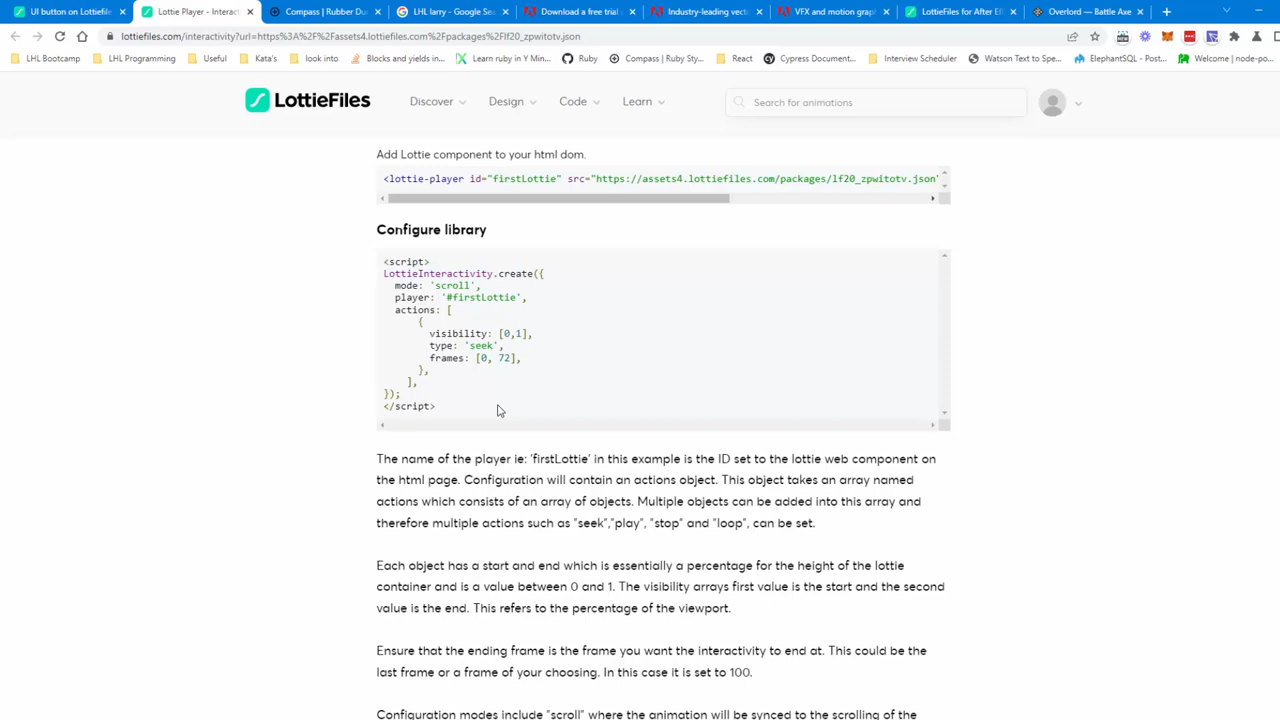 UI button on Lottiefile
Lottie Player - Interac
Compass | Rubber Du
LHL larry - Google Sea
Download a free trial
Industry-leading vect
VFX and motion grap
LottieFiles for After Ef
Overlord — Battle Axe
lottiefiles.com/interactivity?url=https%3A%2F%2Fassets4.lottiefiles.com%2Fpackages%2Flf20_zpwitotv.json
LHL Bootcamp
LHL Programming
Useful
Kata's
look into
Blocks and yields in...
Learn ruby in Y Min...
Ruby
Compass | Ruby Sty...
React
Cypress Document...
Interview Scheduler
Watson Text to Spe...
ElephantSQL - Post...
Welcome | node-po...
LottieFiles
Discover
Design
Code
Learn
Search for animations
Add Lottie component to your html dom.
<lottie-player id="firstLottie" src="https://assets4.lottiefiles.com/packages/lf20_zpwitotv.json"
Configure library
<script>
LottieInteractivity.create({
mode: 'scroll',
player: '#firstLottie',
actions: [
{
visibility: [0,1],
type: 'seek',
frames: [0, 72],
},
],
});
</script>
The name of the player ie: 'firstLottie' in this example is the ID set to the lottie web component on
the html page. Configuration will contain an actions object. This object takes an array named
actions which consists of an array of objects. Multiple objects can be added into this array and
therefore multiple actions such as "seek","play", "stop" and "loop", can be set.
Each object has a start and end which is essentially a percentage for the height of the lottie
container and is a value between 0 and 1. The visibility arrays first value is the start and the second
value is the end. This refers to the percentage of the viewport.
Ensure that the ending frame is the frame you want the interactivity to end at. This could be the
last frame or a frame of your choosing. In this case it is set to 100.
Configuration modes include "scroll" where the animation will be synced to the scrolling of the